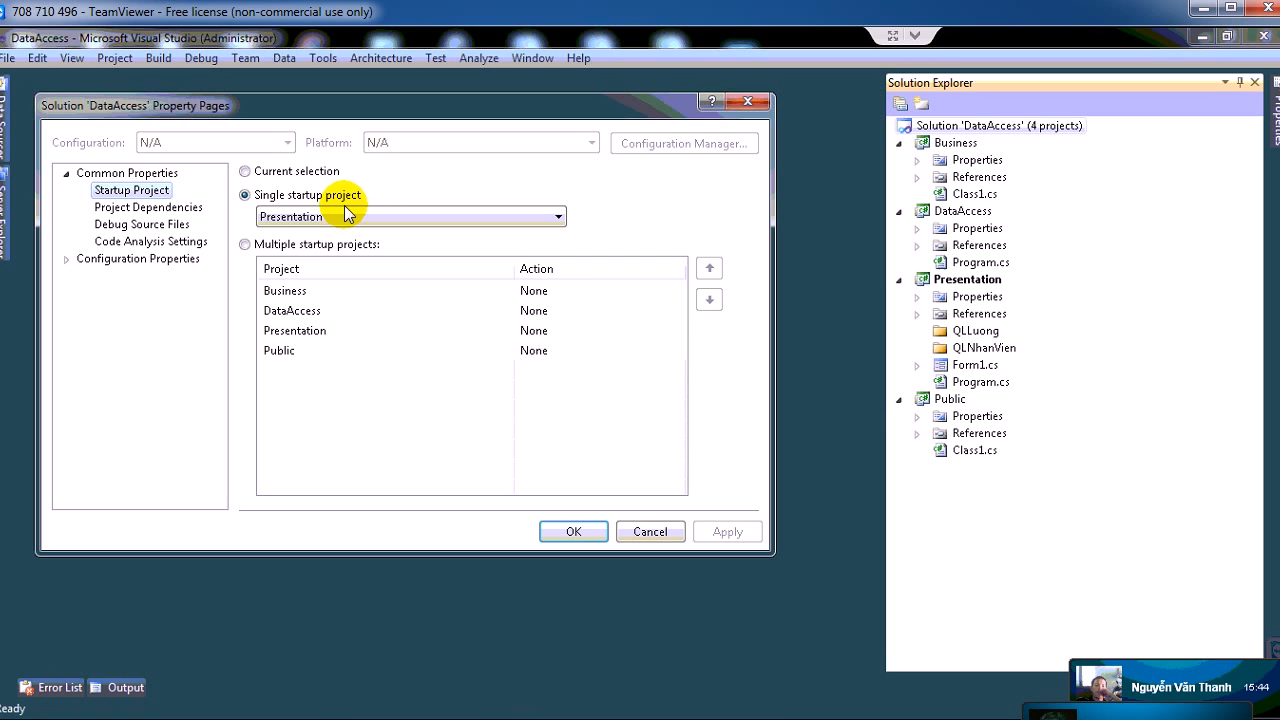 708 710 496 - TeamViewer - Free license (non-commercial use only)
DataAccess - Microsoft Visual Studio (Administrator)
File Edit View Project Build Debug Team Data Tools Architecture Test Analyze Window Help
Solution 'DataAccess' Property Pages
?
Configuration: N/A Platform: N/A Configuration Manager...
Common Properties
Startup Project
Project Dependencies
Debug Source Files
Code Analysis Settings
Configuration Properties
Current selection
Single startup project
Presentation
Multiple startup projects:
Project Action
Business None
DataAccess None
Presentation None
Public None
OK Cancel Apply
Solution Explorer
Solution 'DataAccess' (4 projects)
Business
Properties
References
Class1.cs
DataAccess
Properties
References
Program.cs
Presentation
Properties
References
QLLuong
QLNhanVien
Form1.cs
Program.cs
Public
Properties
References
Class1.cs
Data Sources
Server Explorer
Properties
Error List Output
Ready
Nguyễn Văn Thanh 15:44